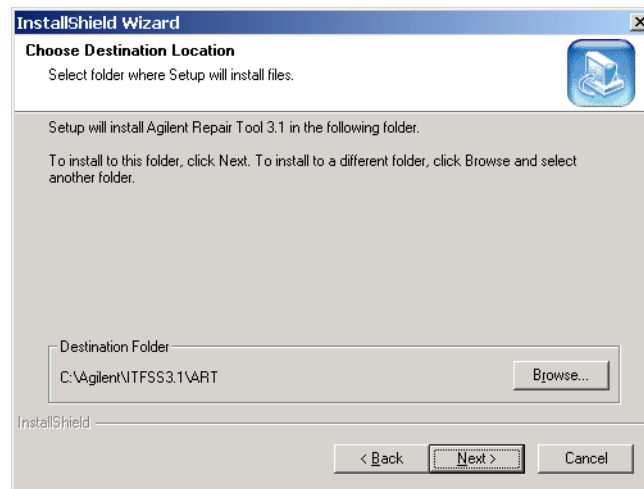 InstallShield Wizard
Choose Destination Location
Select folder where Setup will install files.
Setup will install Agilent Repair Tool 3.1 in the following folder.
To install to this folder, click Next. To install to a different folder, click Browse and select
another folder.
Destination Folder
C:\Agilent\ITFSS3.1\ART
Browse...
InstallShield
< Back
Next >
Cancel